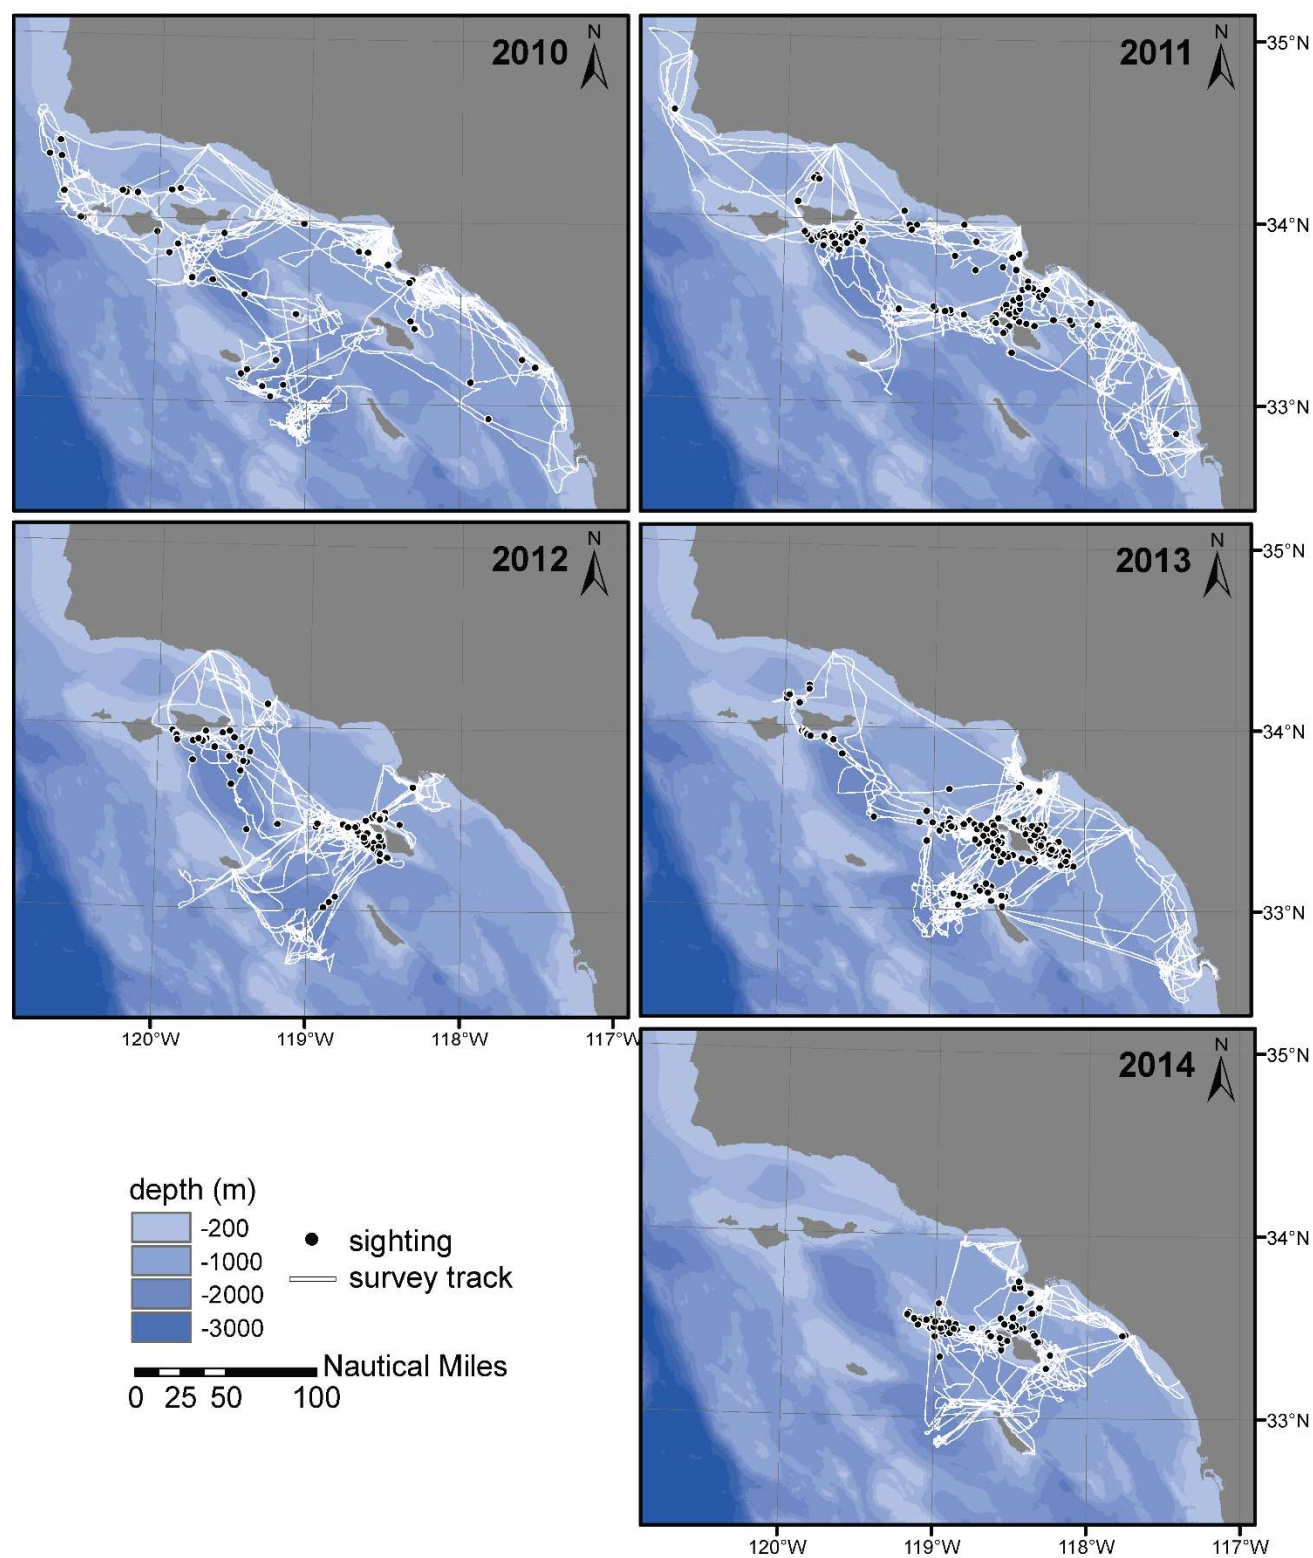 2010
N
2011
N
35°N
34°N
33°N
2012
N
2013
N
35°N
34°N
33°N
120°W
119°W
118°W
117°W
2014
N
35°N
34°N
33°N
120°W
119°W
118°W
117°W
depth (m)
-200
-1000
-2000
-3000
sighting
survey track
Nautical Miles
0 25 50 100